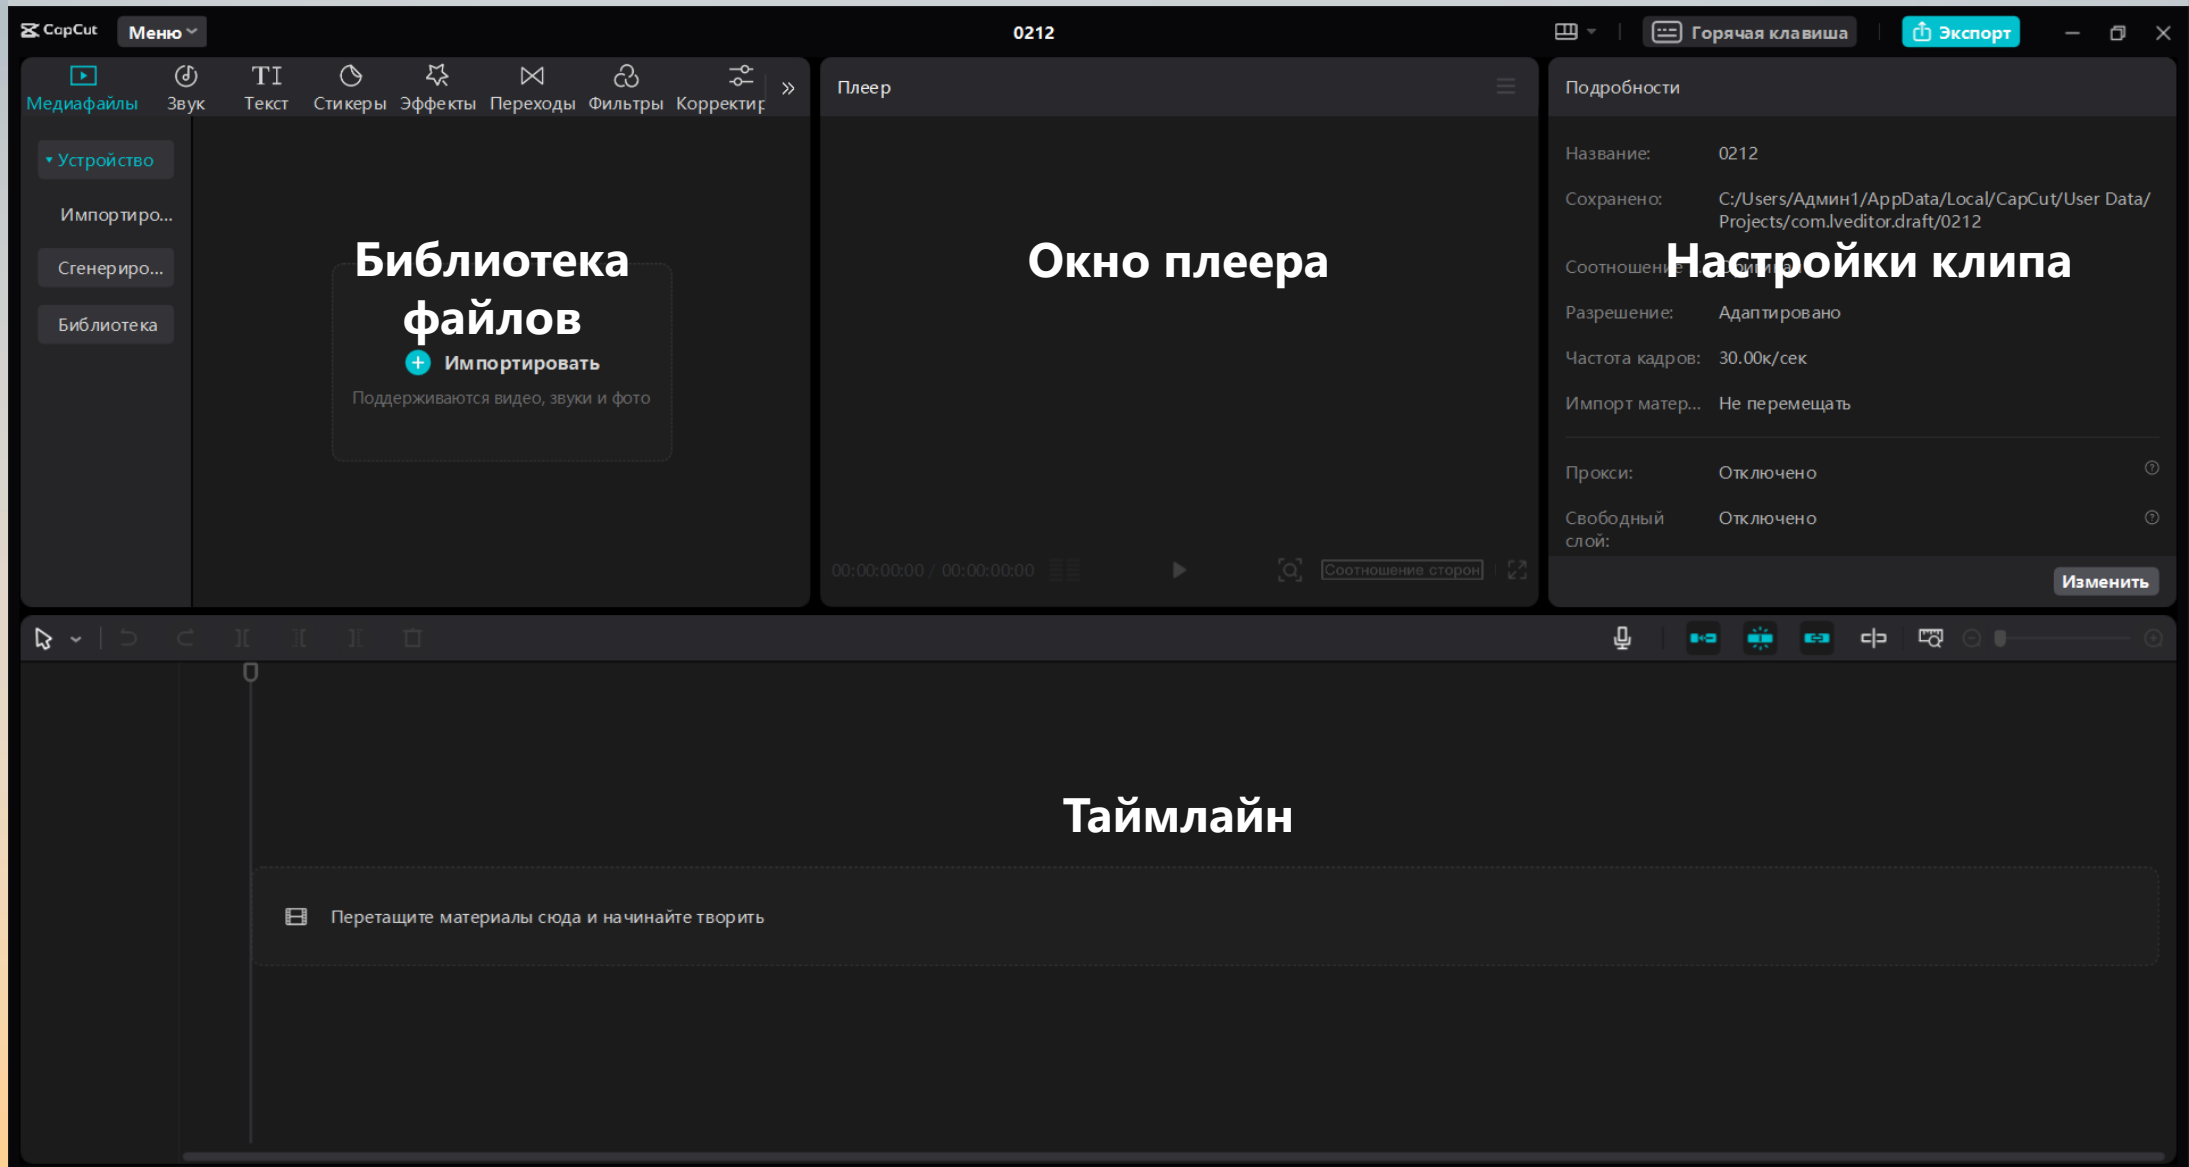 CapCut
Меню
0212
Горячая клавиша
Экспорт
Медиафайлы
Звук
Текст
Стикеры
Эффекты
Переходы
Фильтры
Корректир
Устройство
Импортиро...
Сгенериро...
Библиотека
Библиотека
файлов
Импортировать
Поддерживаются видео, звуки и фото
Плеер
Окно плеера
00:00:00:00 / 00:00:00:00
Соотношение сторон
Подробности
Название: 0212
Сохранено: C:/Users/Админ1/AppData/Local/CapCut/User Data/
Projects/com.lveditor.draft/0212
Настройки клипа
Соотношение
Разрешение: Адаптировано
Частота кадров: 30.00к/сек
Импорт матер... Не перемещать
Прокси: Отключено
Свободный Отключено
слой:
Изменить
Таймлайн
Перетащите материалы сюда и начинайте творить